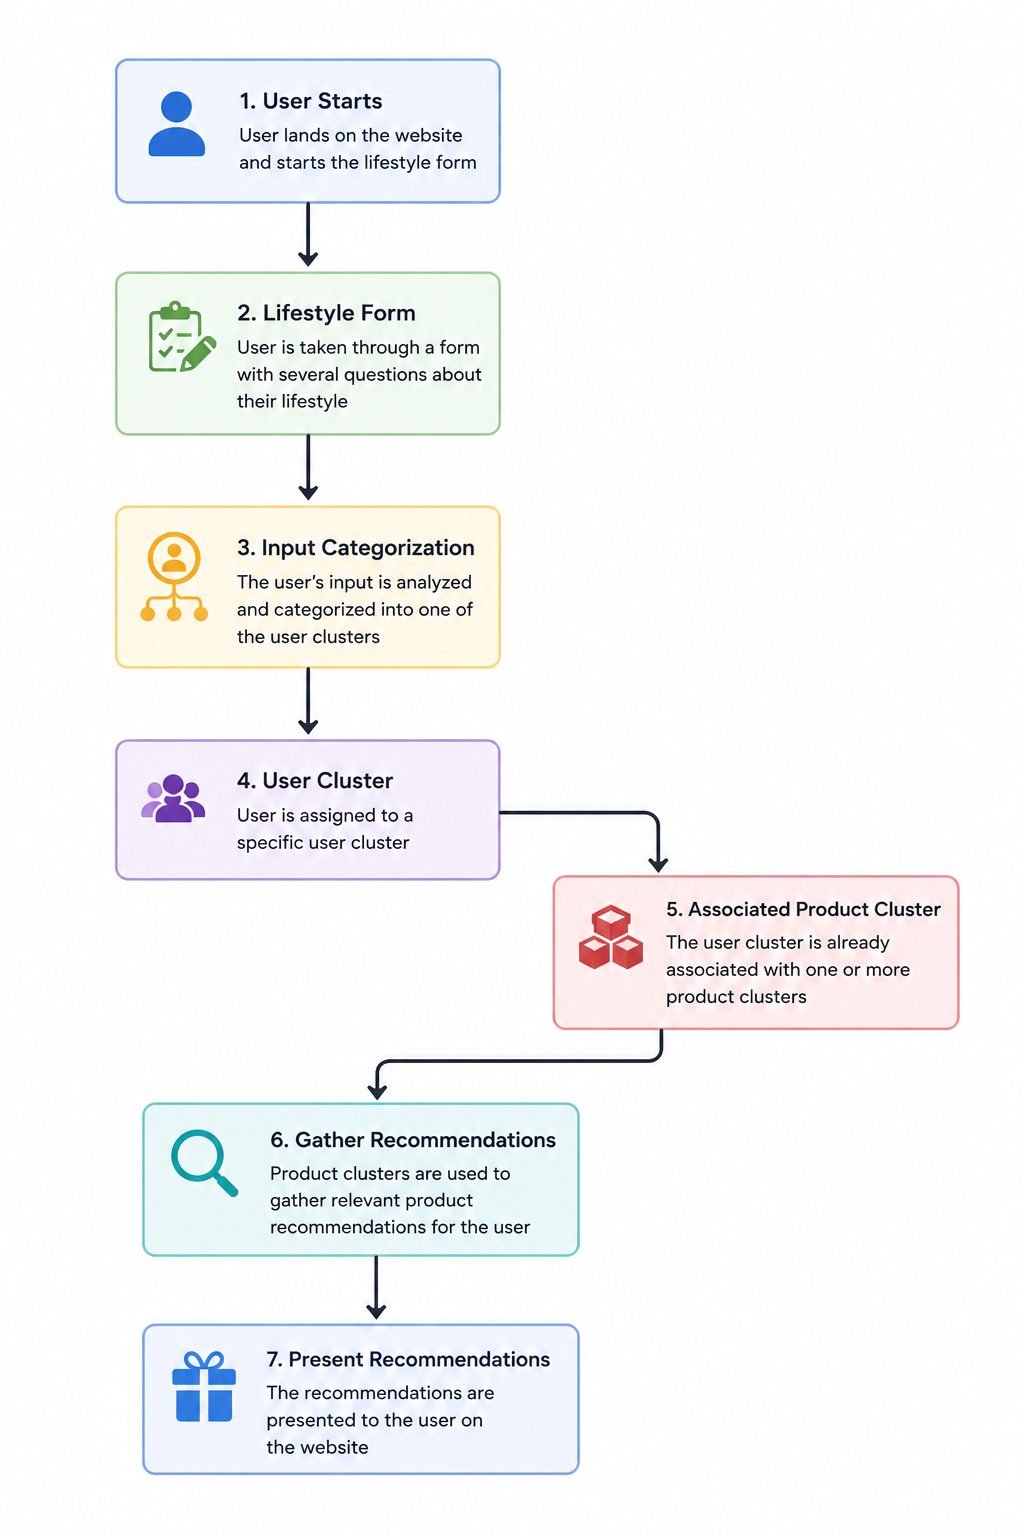 1. User Starts
User lands on the website
and starts the lifestyle form
2. Lifestyle Form
User is taken through a form
with several questions about
their lifestyle
3. Input Categorization
The user’s input is analyzed
and categorized into one of
the user clusters
4. User Cluster
User is assigned to a
specific user cluster
5. Associated Product Cluster
The user cluster is already
associated with one or more
product clusters
6. Gather Recommendations
Product clusters are used to
gather relevant product
recommendations for the user
7. Present Recommendations
The recommendations are
presented to the user on
the website